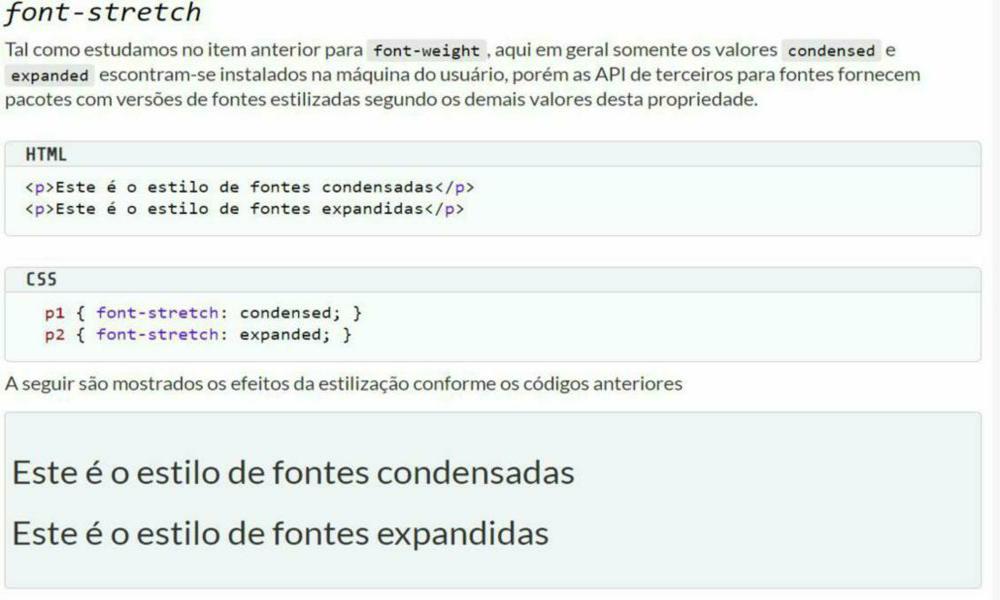 font-stretch
Tal como estudamos no item anterior para font-weight, aqui em geral somente os valores condensed e
expanded escontram-se instalados na máquina do usuário, porém as API de terceiros para fontes fornecem
pacotes com versões de fontes estilizadas segundo os demais valores desta propriedade.
HTML
<p>Este é o estilo de fontes condensadas</p>
<p>Este é o estilo de fontes expandidas</p>
CSS
p1 { font-stretch: condensed; }
p2 { font-stretch: expanded; }
A seguir são mostrados os efeitos da estilização conforme os códigos anteriores
Este é o estilo de fontes condensadas
Este é o estilo de fontes expandidas